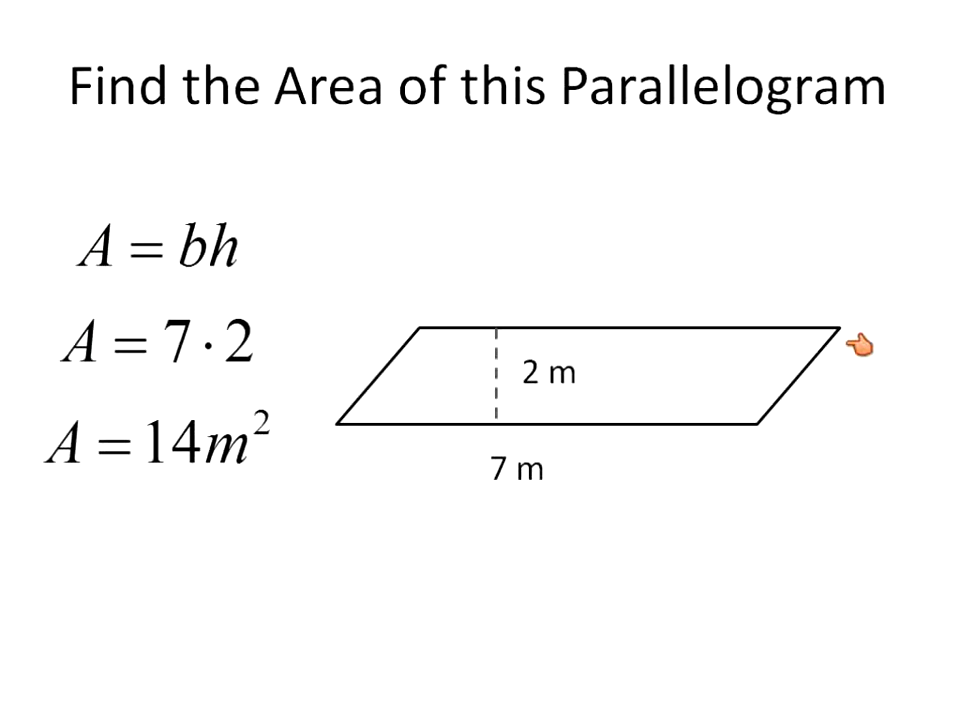 Find the Area of this Parallelogram
A = bh
A = 7 · 2
A = 14m²
2 m
7 m